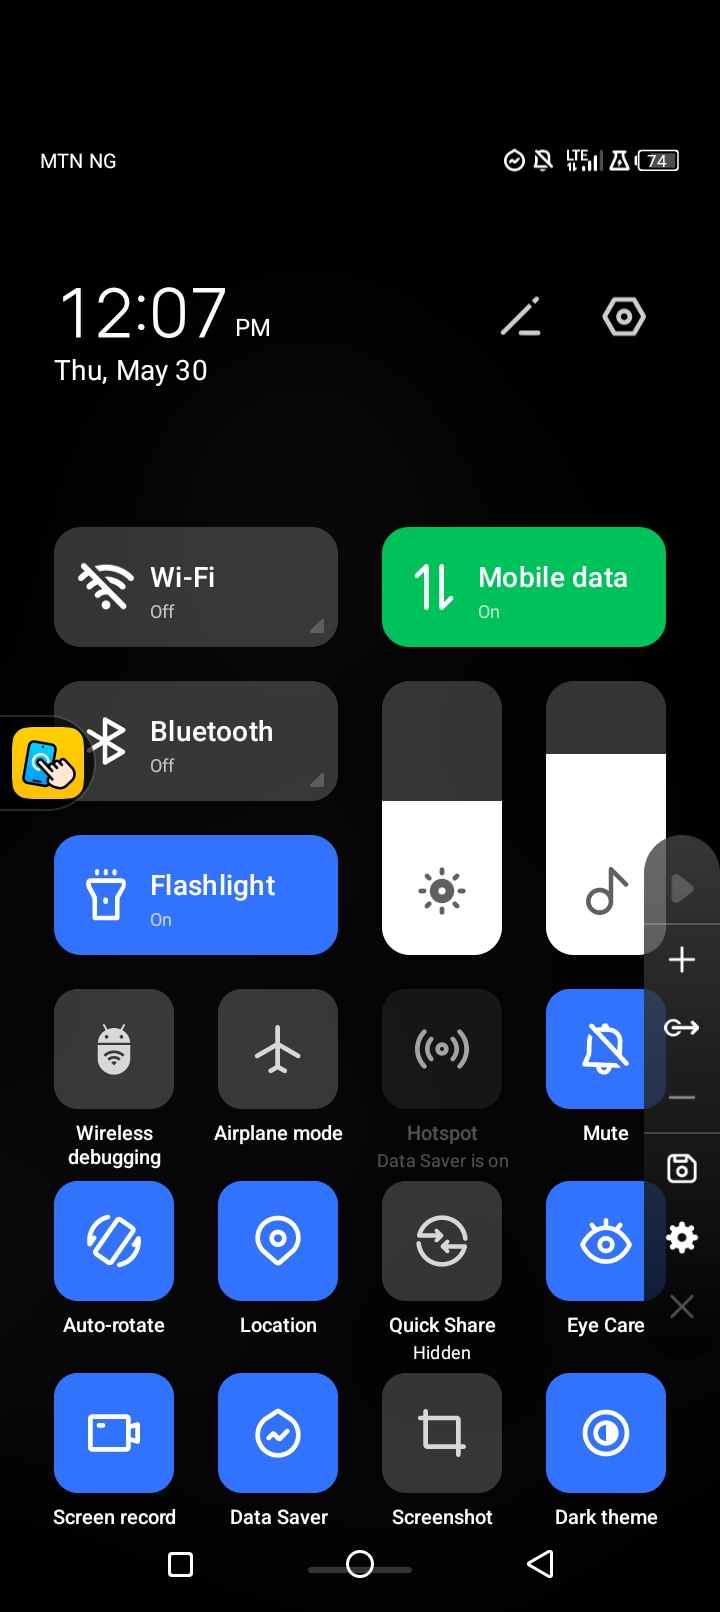 MTN NG
LTE
74
12:07 PM
Thu, May 30
Wi-Fi
Off
Mobile data
On
Bluetooth
Off
Flashlight
On
Wireless
debugging
Airplane mode
Hotspot
Data Saver is on
Mute
Auto-rotate
Location
Quick Share
Hidden
Eye Care
Screen record
Data Saver
Screenshot
Dark theme